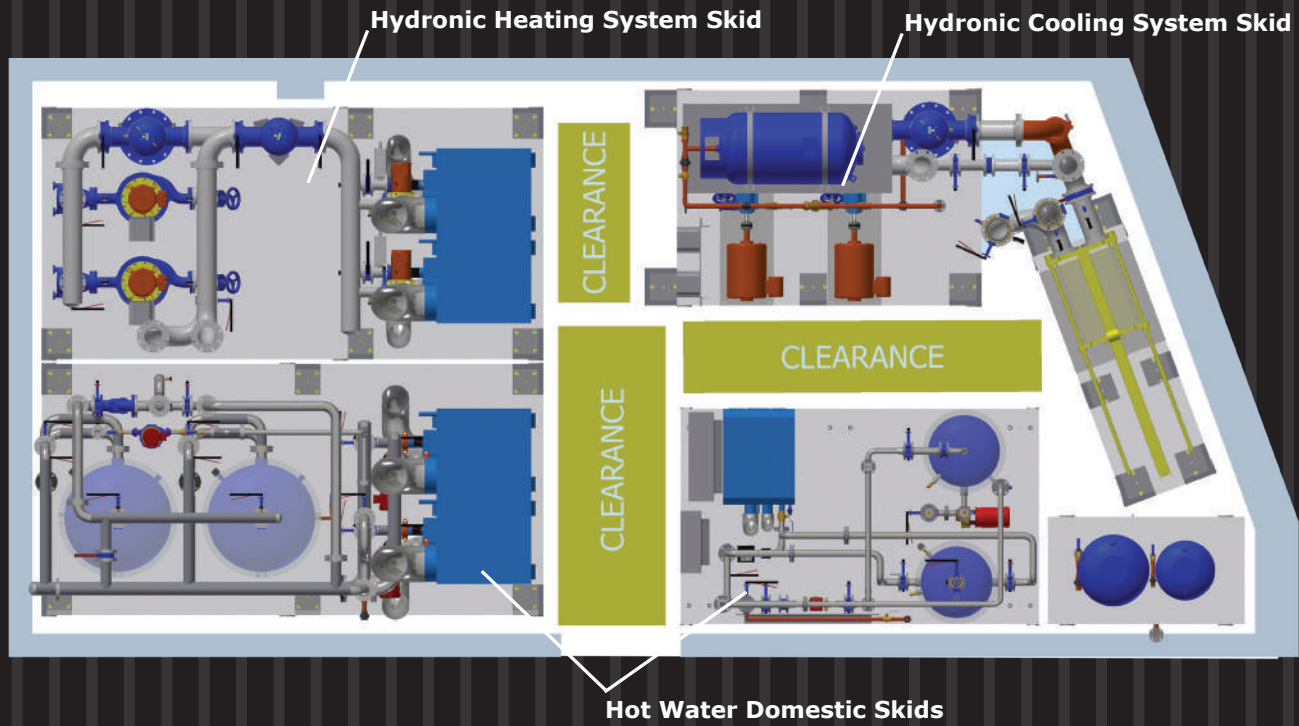 Hydronic Heating System Skid
Hydronic Cooling System Skid
CLEARANCE
CLEARANCE
CLEARANCE
Hot Water Domestic Skids